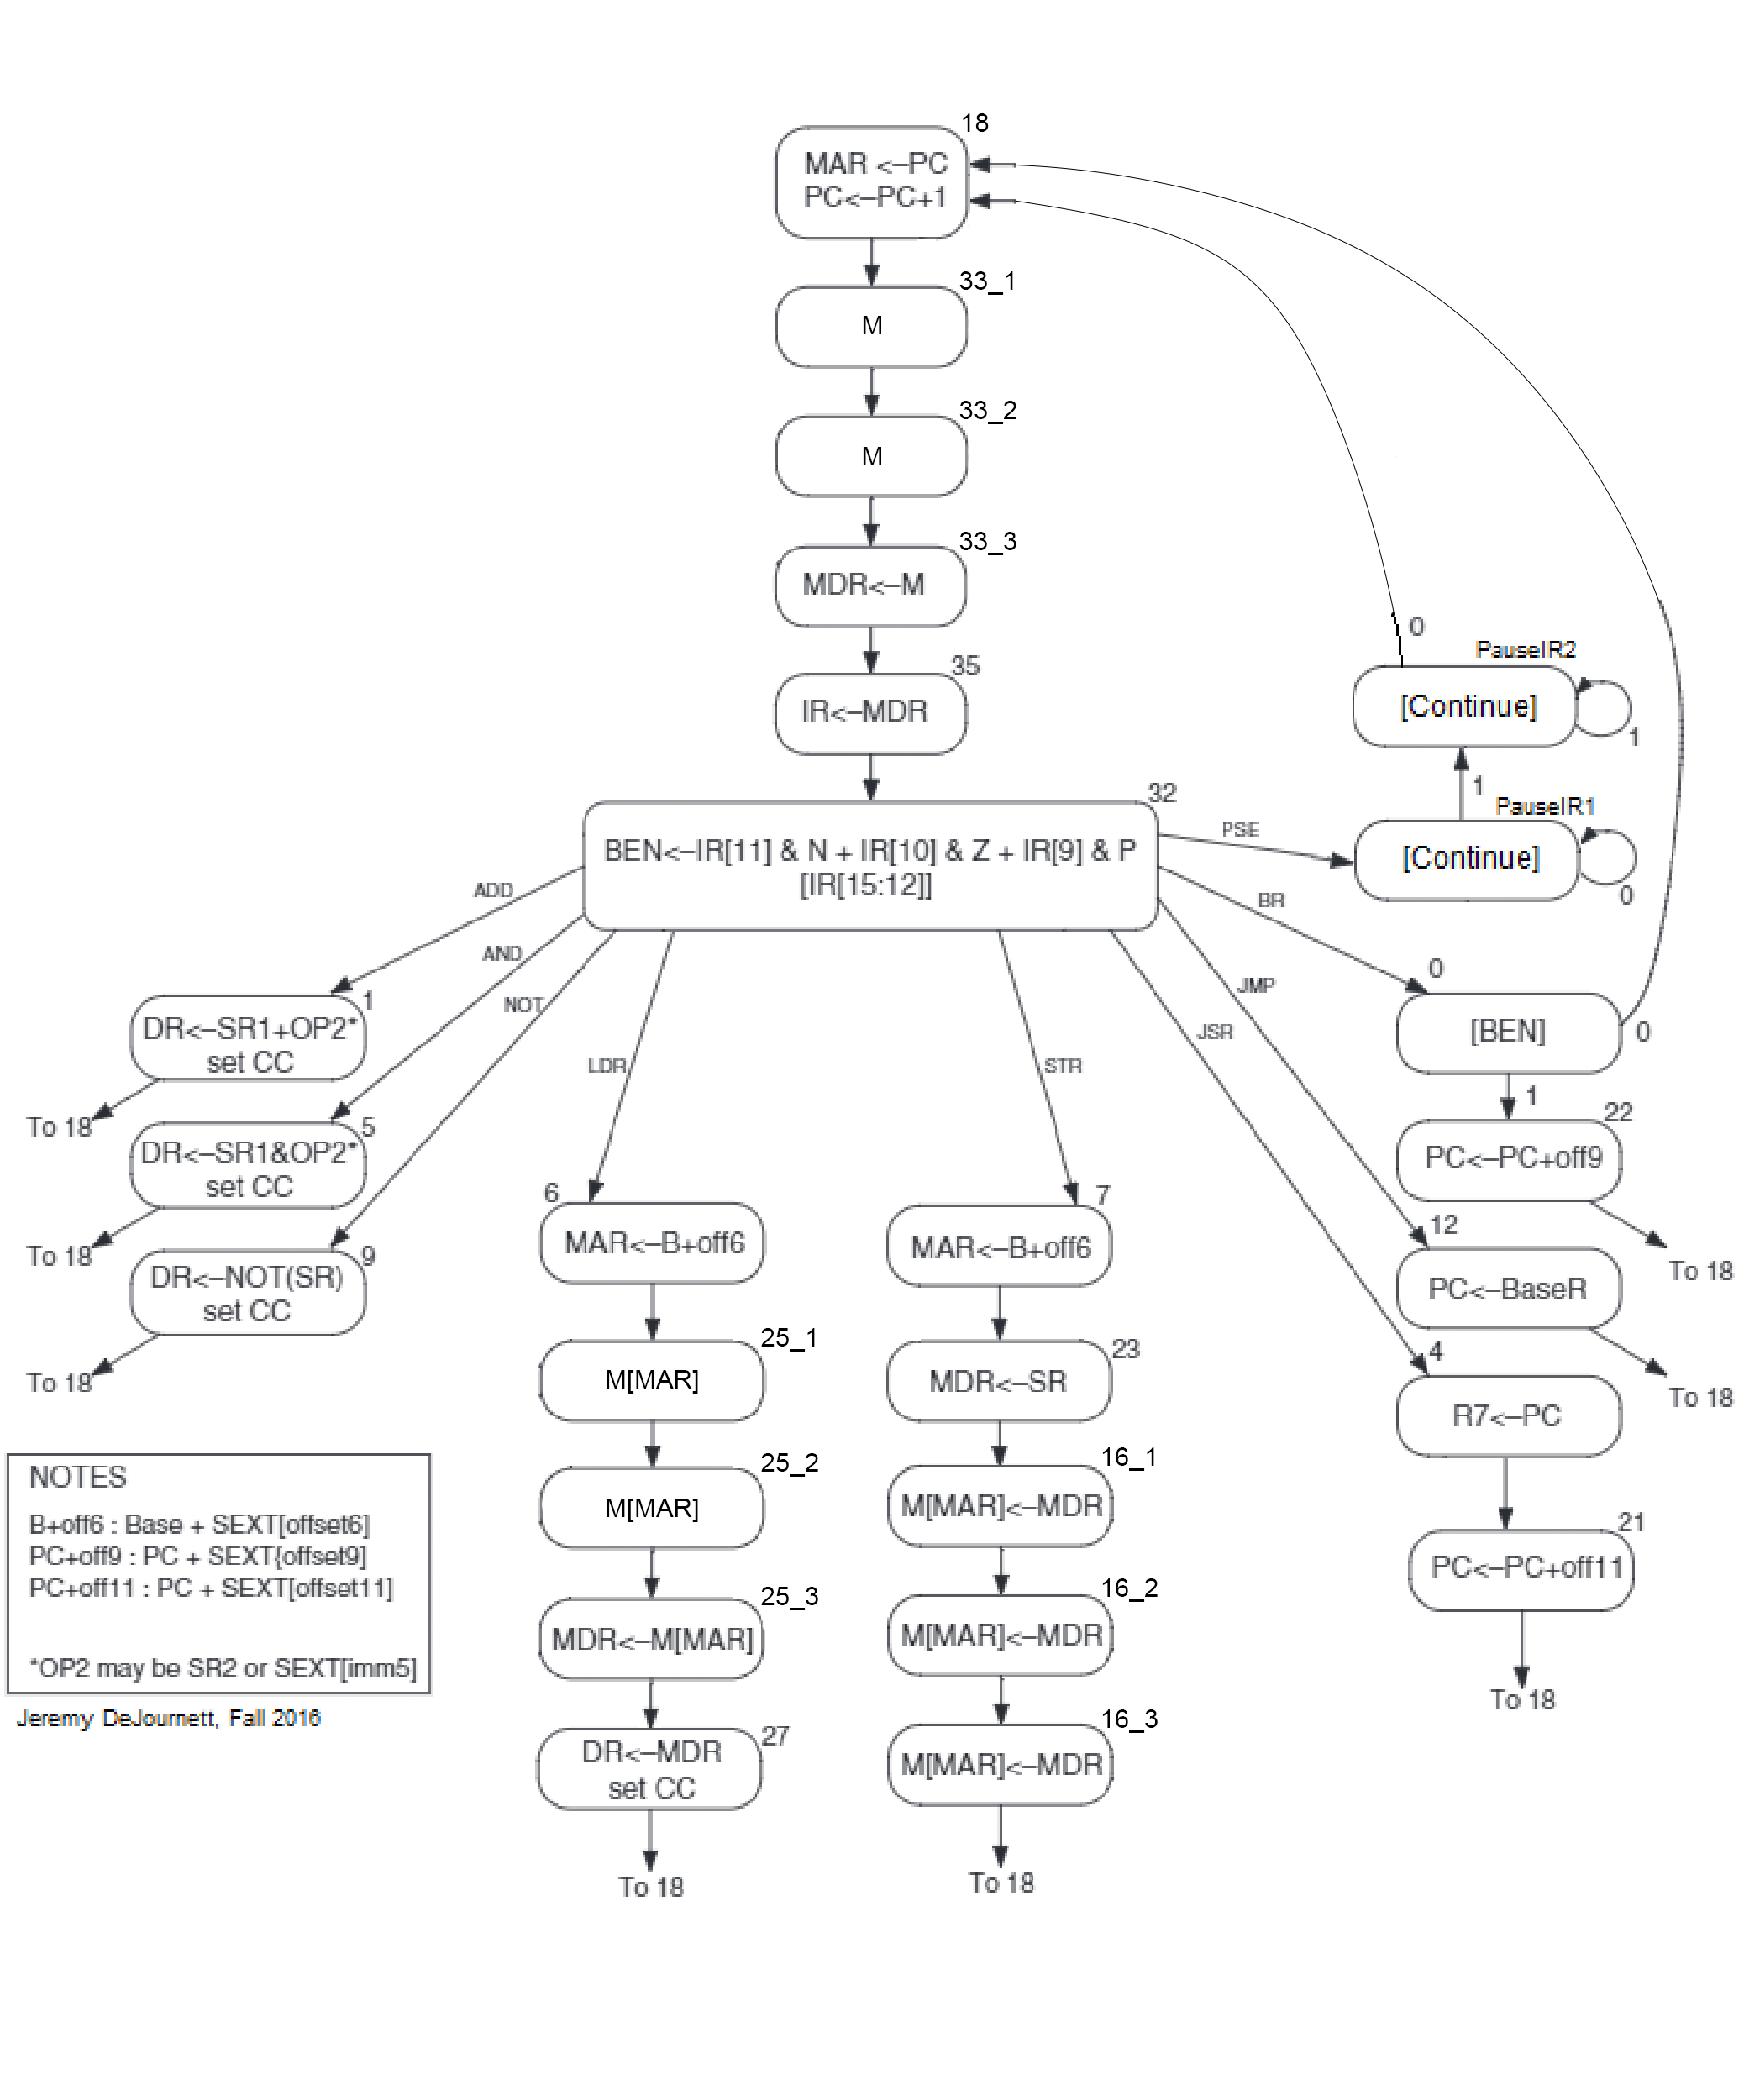 18
MAR <–PC
PC<–PC+1
33_1
M
33_2
M
33_3
MDR<–M
35
IR<–MDR
32
BEN<–IR[11] & N + IR[10] & Z + IR[9] & P
[IR[15:12]]
0
PauseIR2
[Continue]
1
1
PauseIR1
[Continue]
0
PSE
BR
JMP
JSR
ADD
AND
NOT
LDR
STR
1
DR<–SR1+OP2*
set CC
To 18
5
DR<–SR1&OP2*
set CC
To 18
9
DR<–NOT(SR)
set CC
To 18
6
MAR<–B+off6
25_1
M[MAR]
25_2
M[MAR]
25_3
MDR<–M[MAR]
27
DR<–MDR
set CC
To 18
7
MAR<–B+off6
23
MDR<–SR
16_1
M[MAR]<–MDR
16_2
M[MAR]<–MDR
16_3
M[MAR]<–MDR
To 18
0
[BEN]
0
1
22
PC<–PC+off9
To 18
12
PC<–BaseR
To 18
4
R7<–PC
21
PC<–PC+off11
To 18
NOTES
B+off6 : Base + SEXT[offset6]
PC+off9 : PC + SEXT{offset9]
PC+off11 : PC + SEXT[offset11]
*OP2 may be SR2 or SEXT[imm5]
Jeremy DeJournett, Fall 2016